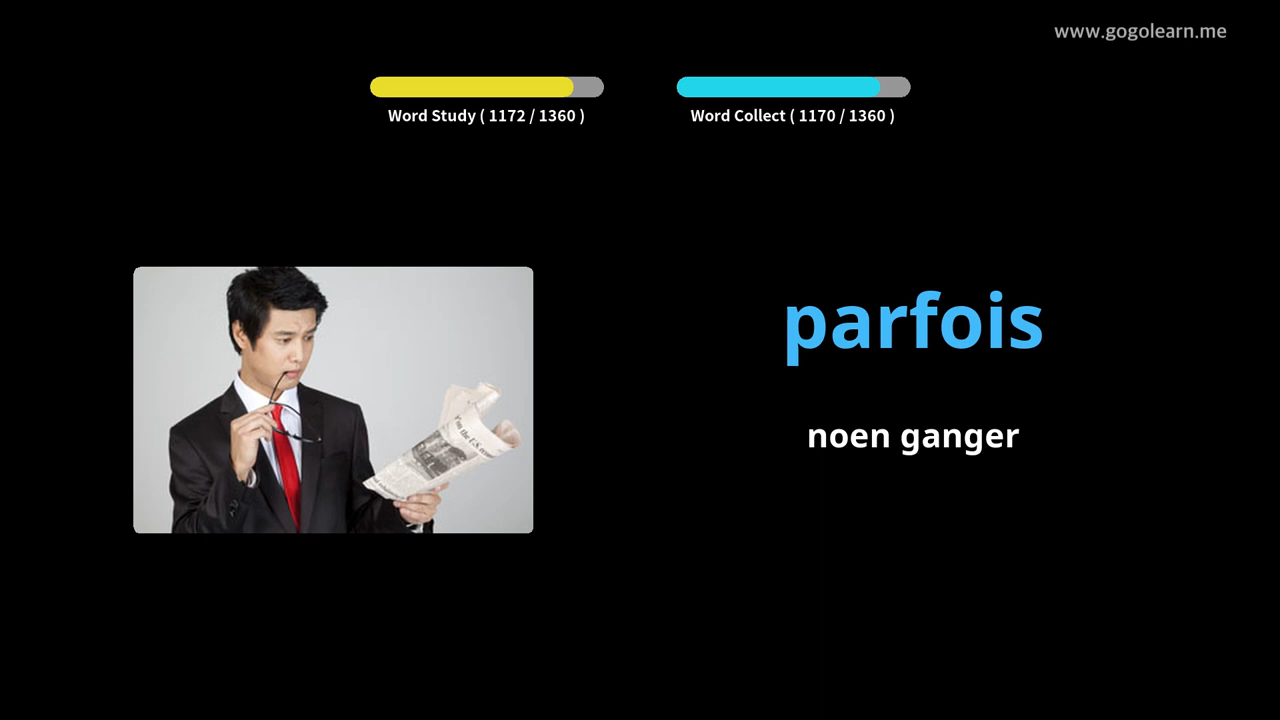 www.gogolearn.me
Word Study ( 1172 / 1360 )
Word Collect ( 1170 / 1360 )
parfois
noen ganger